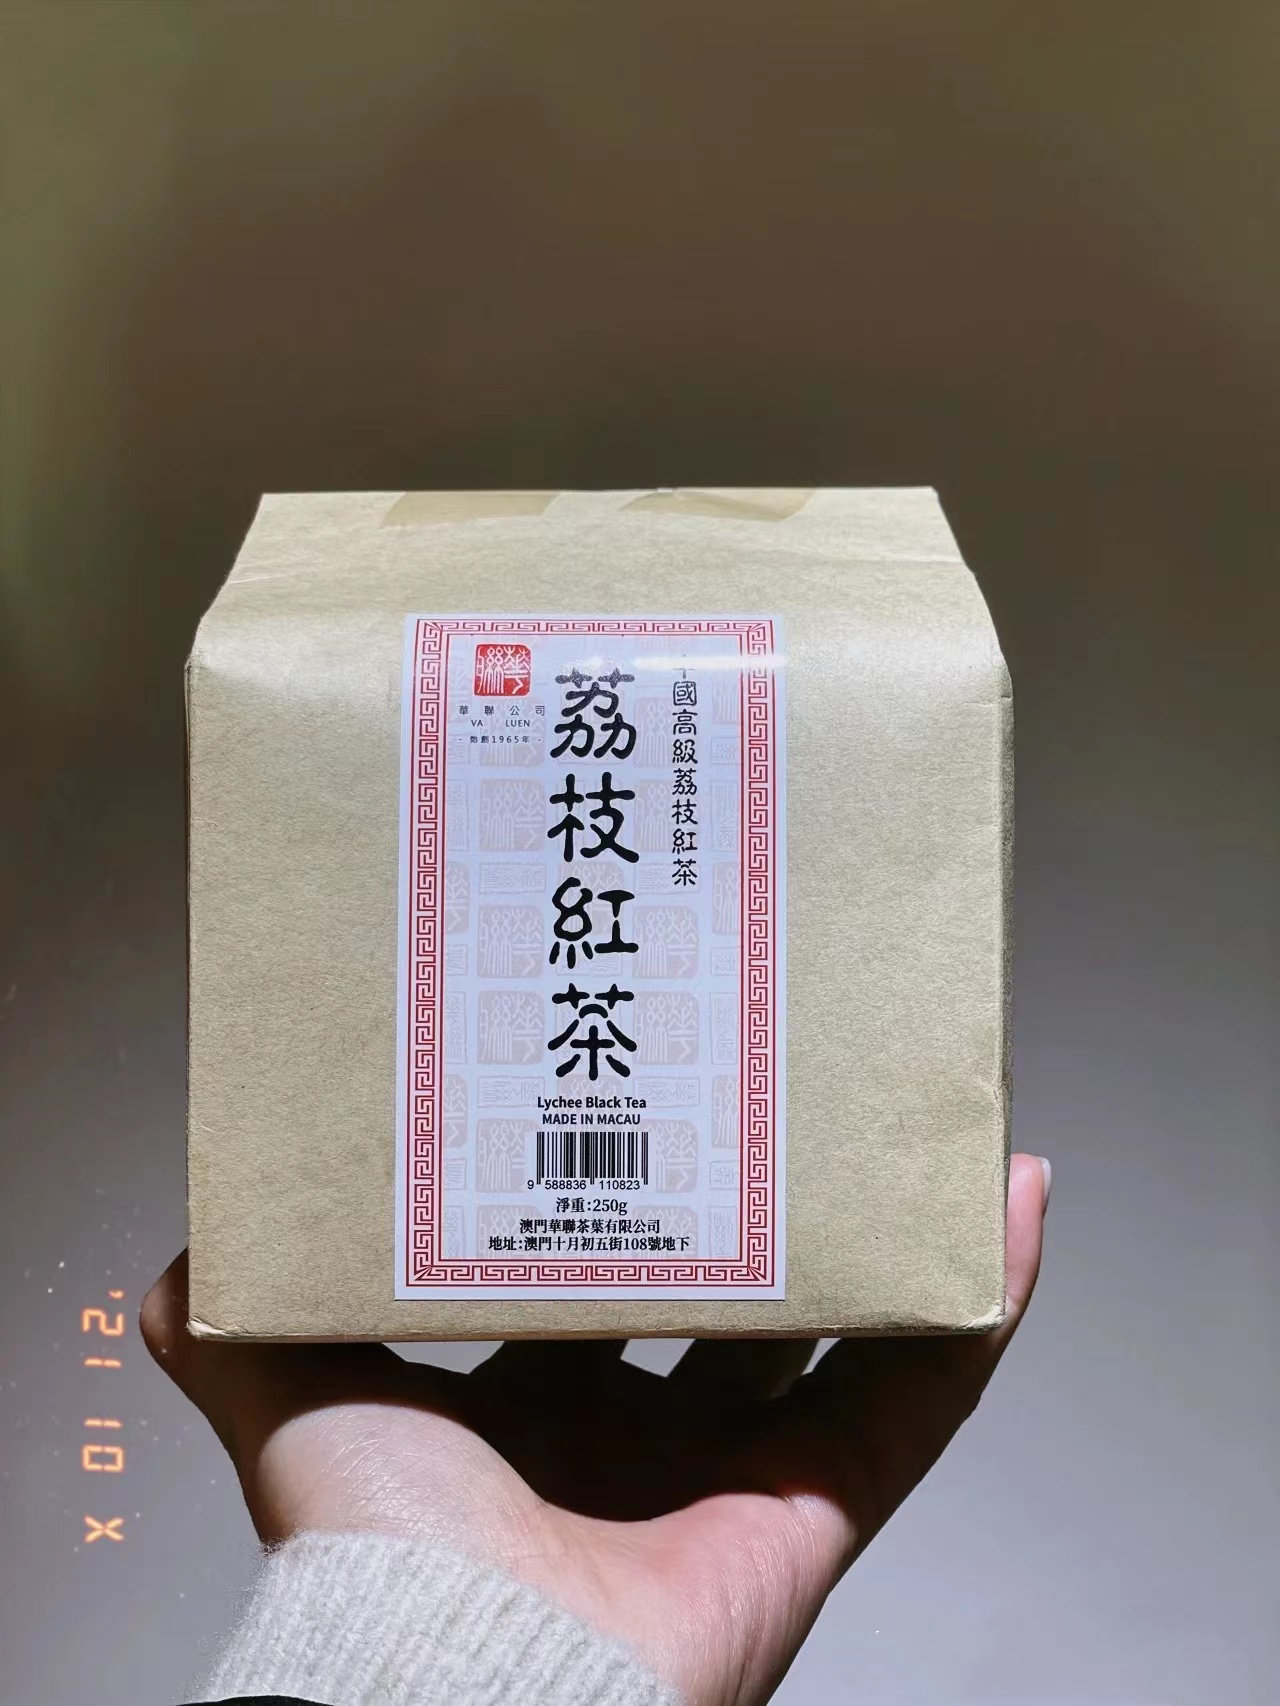 聯華
華聯公司
VA LUEN
- 始創1965年 -
荔枝紅茶
國高級荔枝紅茶
Lychee Black Tea
MADE IN MACAU
9 588836 110823
淨重:250g
澳門華聯茶葉有限公司
地址:澳門十月初五街108號地下